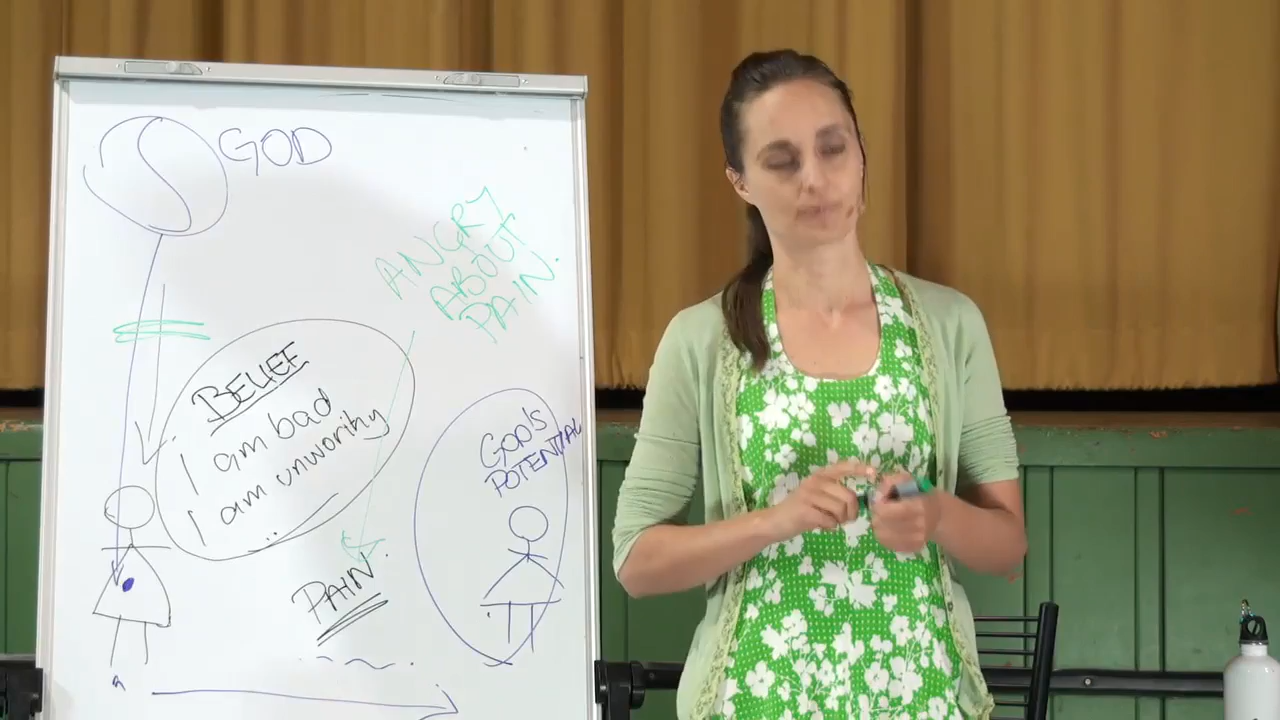 GOD
ANGRY
ABOUT
PAIN.
BELIEF
I am bad
I am unworthy
...
GOD'S
POTENTIAL
PAIN